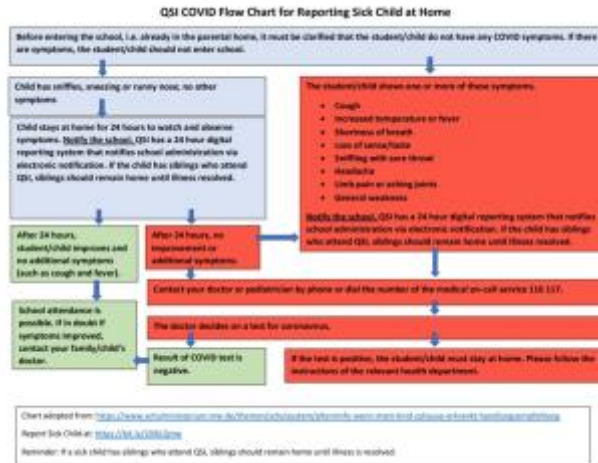 QSI COVID Flow Chart for Reporting Sick Child at Home
Before entering the school, i.e. already in the parental home, it must be clarified that the student/child do not have any COVID symptoms. If there
are symptoms, the student/child should not enter school.
Child has sniffles, sneezing or runny nose; no other
symptoms
Child stays at home for 24 hours to watch and observe
symptoms. Notify the school. QSI has a 24 hour digital
reporting system that notifies school administration via
electronic notification. If the child has siblings who attend
QSI, siblings should remain home until illness resolved.
The student/child shows one or more of these symptoms.
• Cough
• Increased temperature or fever
• Shortness of breath
• Loss of sense/taste
• Sniffling with sore throat
• Headache
• Limb pain or aching joints
• General weakness
Notify the school. QSI has a 24 hour digital reporting system that notifies
school administration via electronic notification. If the child has siblings
who attend QSI, siblings should remain home until illness resolved.
After 24 hours,
student/child improves and
no additional symptoms
(such as cough and fever).
After 24 hours, no
improvement or
additional symptoms.
Contact your doctor or pediatrician by phone or dial the number of the medical on-call service 116 117.
School attendance is
possible. If in doubt if
symptoms improved,
contact your family/child's
doctor.
The doctor decides on a test for coronavirus.
Result of COVID test is
negative.
If the test is positive, the student/child must stay at home. Please follow the
instructions of the relevant health department.
Chart adopted from:
Report Sick Child at:
Reminder: If a sick child has siblings who attend QSI, siblings should remain home until illness is resolved.